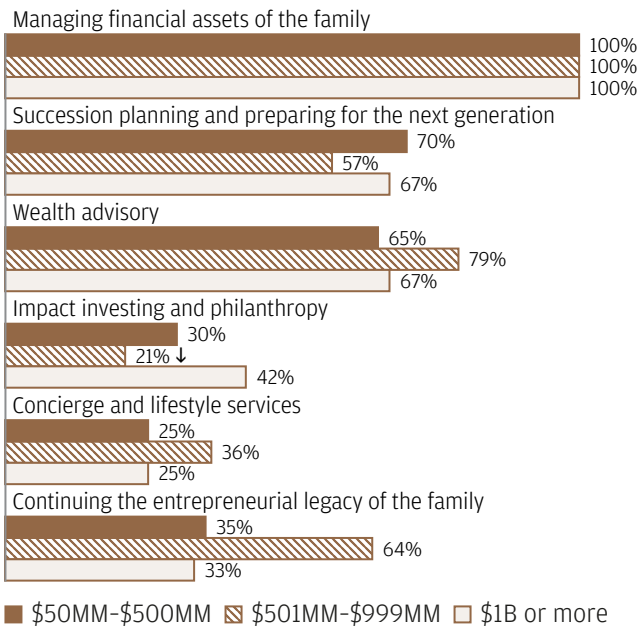 Managing financial assets of the family
100%
100%
100%
Succession planning and preparing for the next generation
70%
57%
67%
Wealth advisory
65%
79%
67%
Impact investing and philanthropy
30%
21% ↓
42%
Concierge and lifestyle services
25%
36%
25%
Continuing the entrepreneurial legacy of the family
35%
64%
33%
$50MM–$500MM $501MM–$999MM $1B or more